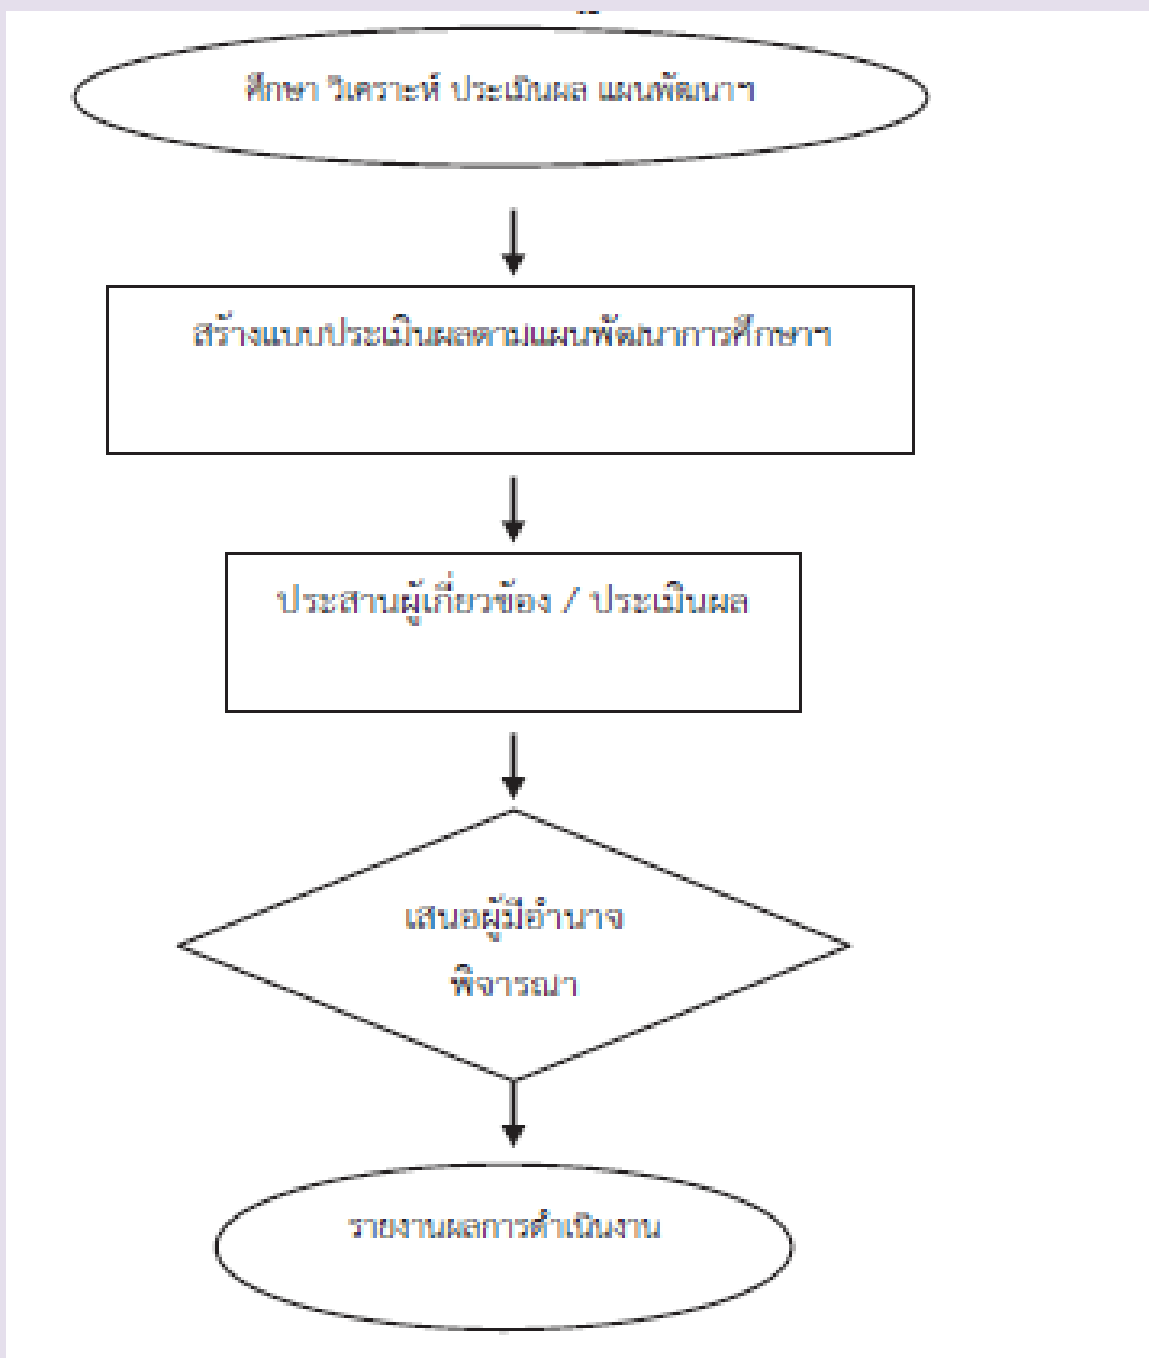 ศึกษา วิเคราะห์ ประเมินผล แผนพัฒนาฯ
สร้างแบบประเมินผลตามแผนพัฒนาการศึกษาฯ
ประสานผู้เกี่ยวข้อง / ประเมินผล
เสนอผู้มีอำนาจ
พิจารณา
รายงานผลการดำเนินงาน